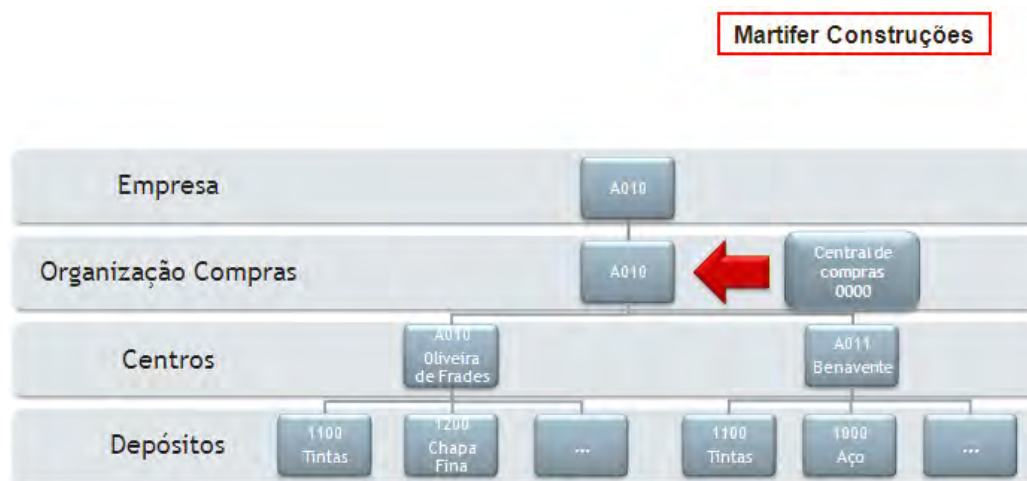 Martifer Construções
Empresa
A010
Organização Compras
A010
Central de
compras
0000
Centros
A010
Oliveira
de Frades
A011
Benavente
Depósitos
1100
Tintas
1200
Chapa
Fina
...
1100
Tintas
1000
Aço
...